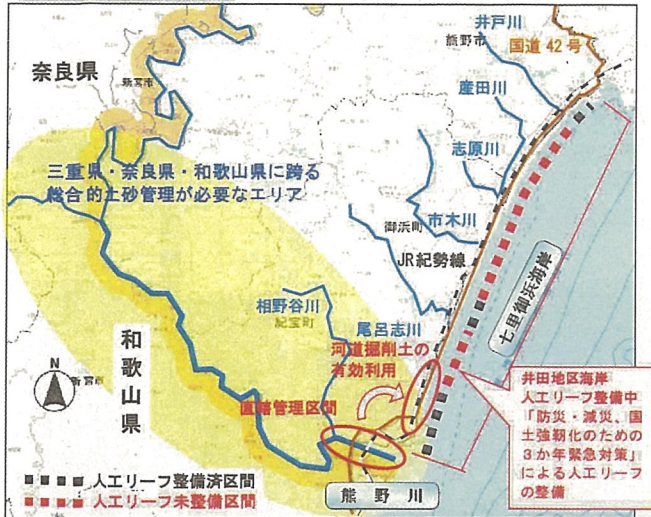 井戸川
熊野市
国道42号
奈良県
新宮市
産田川
志原川
三重県・奈良県・和歌山県に跨る
総合的土砂管理が必要なエリア
市木川
御浜町
JR紀勢線
七里御浜海岸
相野谷川
紀宝町
尾呂志川
河道掘削土の
有効利用
和歌山県
N
新宮市
直轄管理区間
井田地区海岸
人工リーフ整備中
「防災・減災、国
土強靭化のための
3か年緊急対策」
による人工リーフ
の整備
人工リーフ整備済区間
人工リーフ未整備区間
熊野川